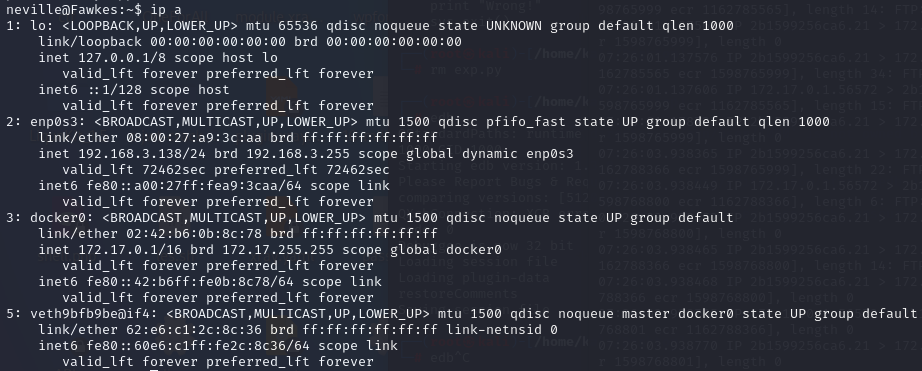 neville@Fawkes:~$ ip a
1: lo: <LOOPBACK,UP,LOWER_UP> mtu 65536 qdisc noqueue state UNKNOWN group default qlen 1000
    link/loopback 00:00:00:00:00:00 brd 00:00:00:00:00:00
    inet 127.0.0.1/8 scope host lo
       valid_lft forever preferred_lft forever
    inet6 ::1/128 scope host
       valid_lft forever preferred_lft forever
2: enp0s3: <BROADCAST,MULTICAST,UP,LOWER_UP> mtu 1500 qdisc pfifo_fast state UP group default qlen 1000
    link/ether 08:00:27:a9:3c:aa brd ff:ff:ff:ff:ff:ff
    inet 192.168.3.138/24 brd 192.168.3.255 scope global dynamic enp0s3
       valid_lft 72462sec preferred_lft 72462sec
    inet6 fe80::a00:27ff:fea9:3caa/64 scope link
       valid_lft forever preferred_lft forever
3: docker0: <BROADCAST,MULTICAST,UP,LOWER_UP> mtu 1500 qdisc noqueue state UP group default
    link/ether 02:42:b6:0b:8c:78 brd ff:ff:ff:ff:ff:ff
    inet 172.17.0.1/16 brd 172.17.255.255 scope global docker0
       valid_lft forever preferred_lft forever
    inet6 fe80::42:b6ff:fe0b:8c78/64 scope link
       valid_lft forever preferred_lft forever
5: veth9bfb9be@if4: <BROADCAST,MULTICAST,UP,LOWER_UP> mtu 1500 qdisc noqueue master docker0 state UP group default
    link/ether 62:e6:c1:2c:8c:36 brd ff:ff:ff:ff:ff:ff link-netnsid 0
    inet6 fe80::60e6:c1ff:fe2c:8c36/64 scope link
       valid_lft forever preferred_lft forever